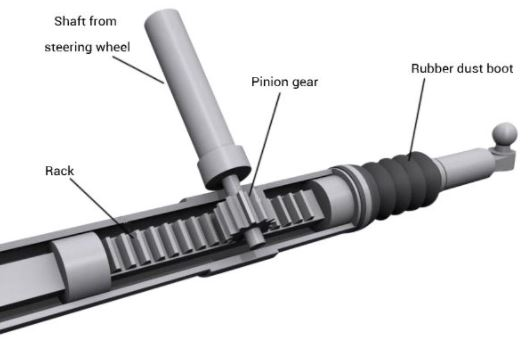 Shaft from
steering wheel
Pinion gear
Rubber dust boot
Rack